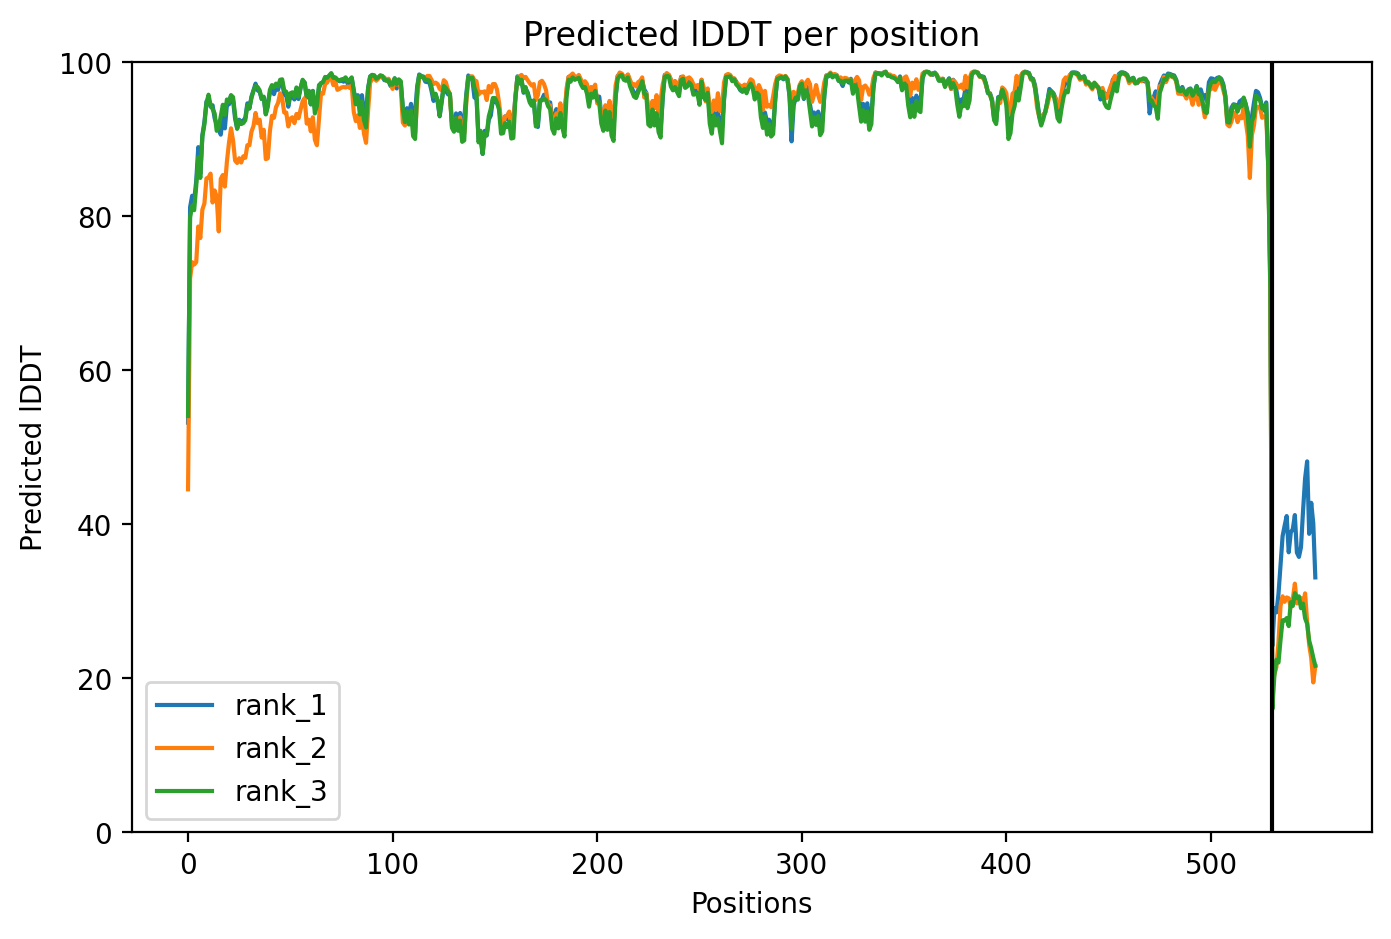 Predicted lDDT per position
100
80
60
40
20
0
Predicted lDDT
rank_1
rank_2
rank_3
0 100 200 300 400 500
Positions